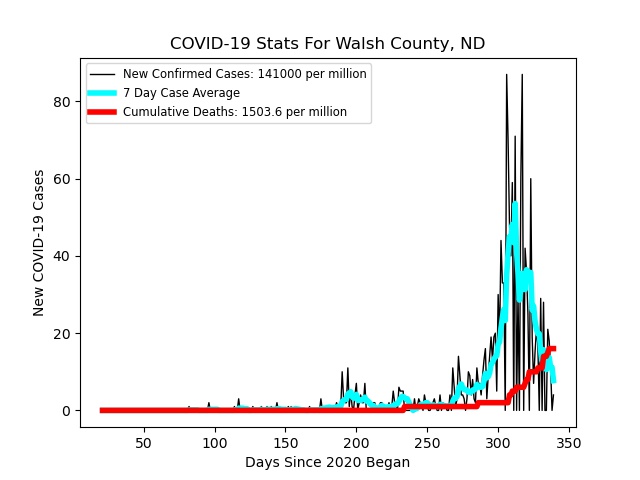 COVID-19 Stats For Walsh County, ND
New Confirmed Cases: 141000 per million
7 Day Case Average
Cumulative Deaths: 1503.6 per million
New COVID-19 Cases
80
60
40
20
0
50 100 150 200 250 300 350
Days Since 2020 Began